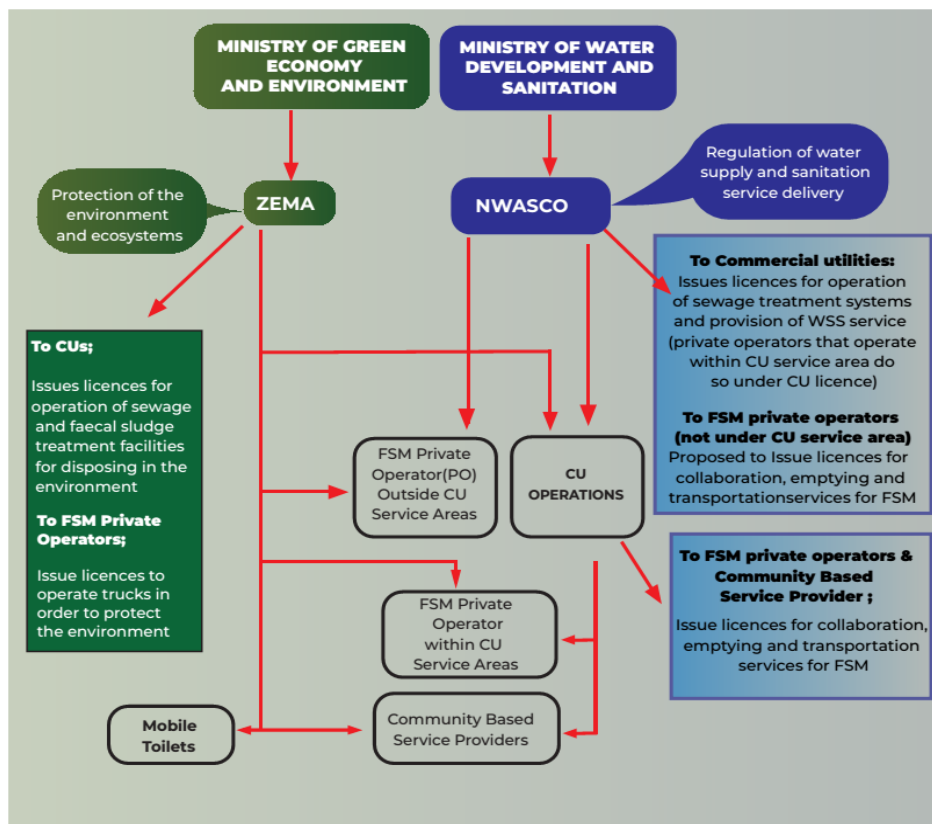 MINISTRY OF GREEN
ECONOMY
AND ENVIRONMENT
MINISTRY OF WATER
DEVELOPMENT AND
SANITATION
Protection of the
environment
and ecosystems
ZEMA
NWASCO
Regulation of water
supply and sanitation
service delivery
To CUs;
Issues licences for
operation of sewage
and faecal sludge
treatment facilities
for disposing in the
environment
To FSM Private
Operators;
Issue licences to
operate trucks in
order to protect
the environment
To Commercial utilities:
Issues licences for operation
of sewage treatment systems
and provision of WSS service
(private operators that operate
within CU service area do
so under CU licence)
To FSM private operators
(not under CU service area)
Proposed to Issue licences for
collaboration, emptying and
transportationservices for FSM
FSM Private
Operator(PO)
Outside CU
Service Areas
CU
OPERATIONS
To FSM private operators &
Community Based
Service Provider ;
Issue licences for collaboration,
emptying and transportation
services for FSM
FSM Private
Operator
within CU
Service Areas
Mobile
Toilets
Community Based
Service Providers